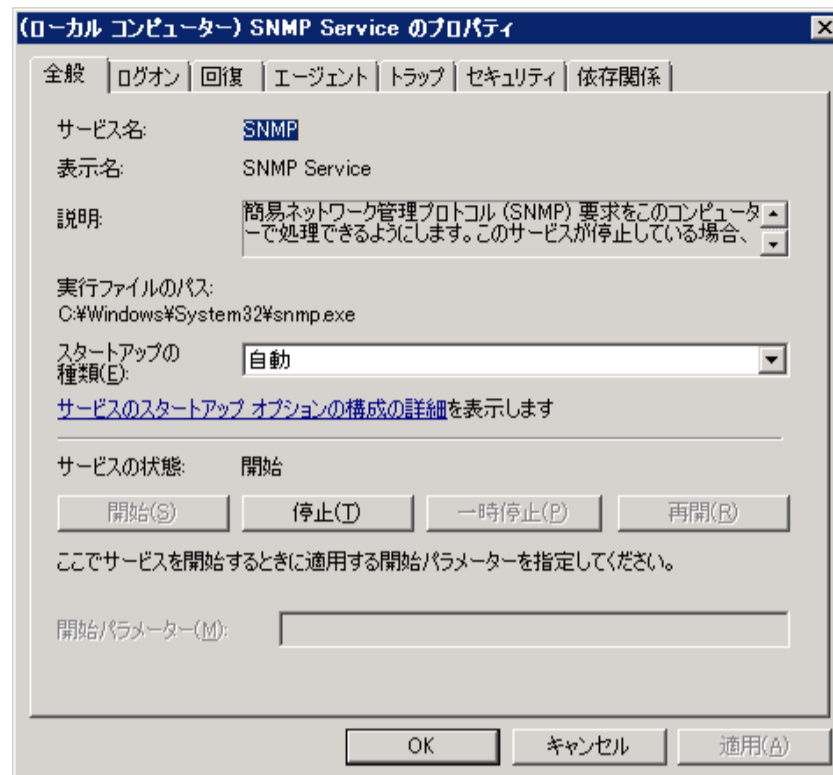 (ローカル コンピューター) SNMP Service のプロパティ
全般 ログオン 回復 エージェント トラップ セキュリティ 依存関係
サービス名: SNMP
表示名: SNMP Service
説明: 簡易ネットワーク管理プロトコル (SNMP) 要求をこのコンピュータ
ーで処理できるようにします。このサービスが停止している場合、
実行ファイルのパス:
C:¥Windows¥System32¥snmp.exe
スタートアップの
種類(E): 自動
サービスのスタートアップ オプションの構成の詳細を表示します
サービスの状態: 開始
開始(S) 停止(T) 一時停止(P) 再開(R)
ここでサービスを開始するときに適用する開始パラメーターを指定してください。
開始パラメーター(M):
OK キャンセル 適用(A)